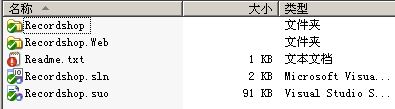 名称 大小 类型
Recordshop 文件夹
Recordshop.Web 文件夹
Readme.txt 1 KB 文本文档
Recordshop.sln 2 KB Microsoft Visua...
Recordshop.suo 91 KB Visual Studio S...